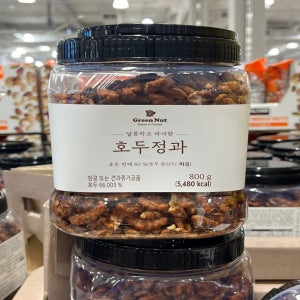 Green Nut
달콤하고 바삭한
호두정과
호두 함량 60 %(호두 원산지: 미국)
땅콩 또는 견과류가공품
호두 66.003 %
800 g
(5,480 kcal)